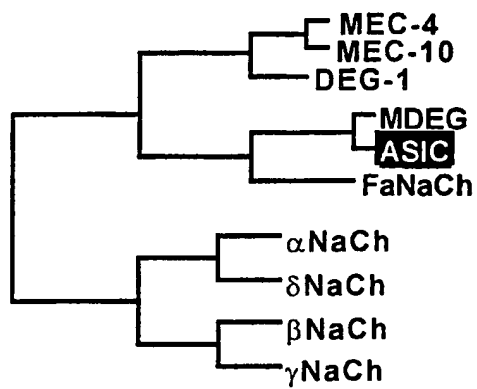 MEC-4
MEC-10
DEG-1
MDEG
ASIC
FaNaCh
αNaCh
δNaCh
βNaCh
γNaCh